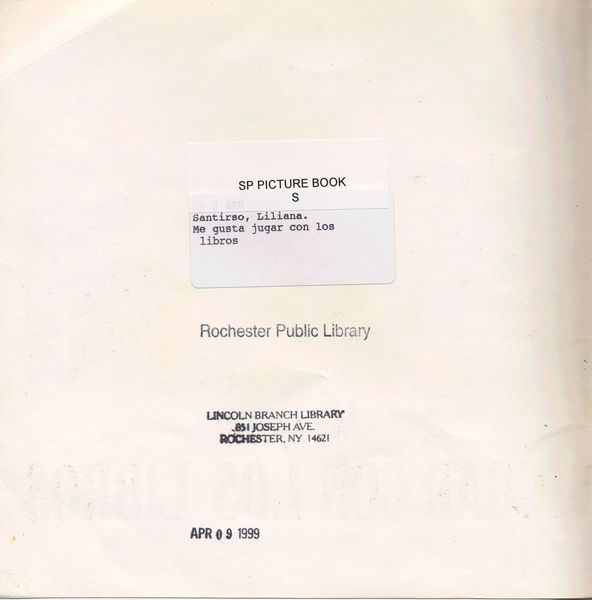 SP PICTURE BOOK
S
Santirso, Liliana.
Me gusta jugar con los
libros
Rochester Public Library
LINCOLN BRANCH LIBRARY
851 JOSEPH AVE.
ROCHESTER, NY 14621
APR 09 1999